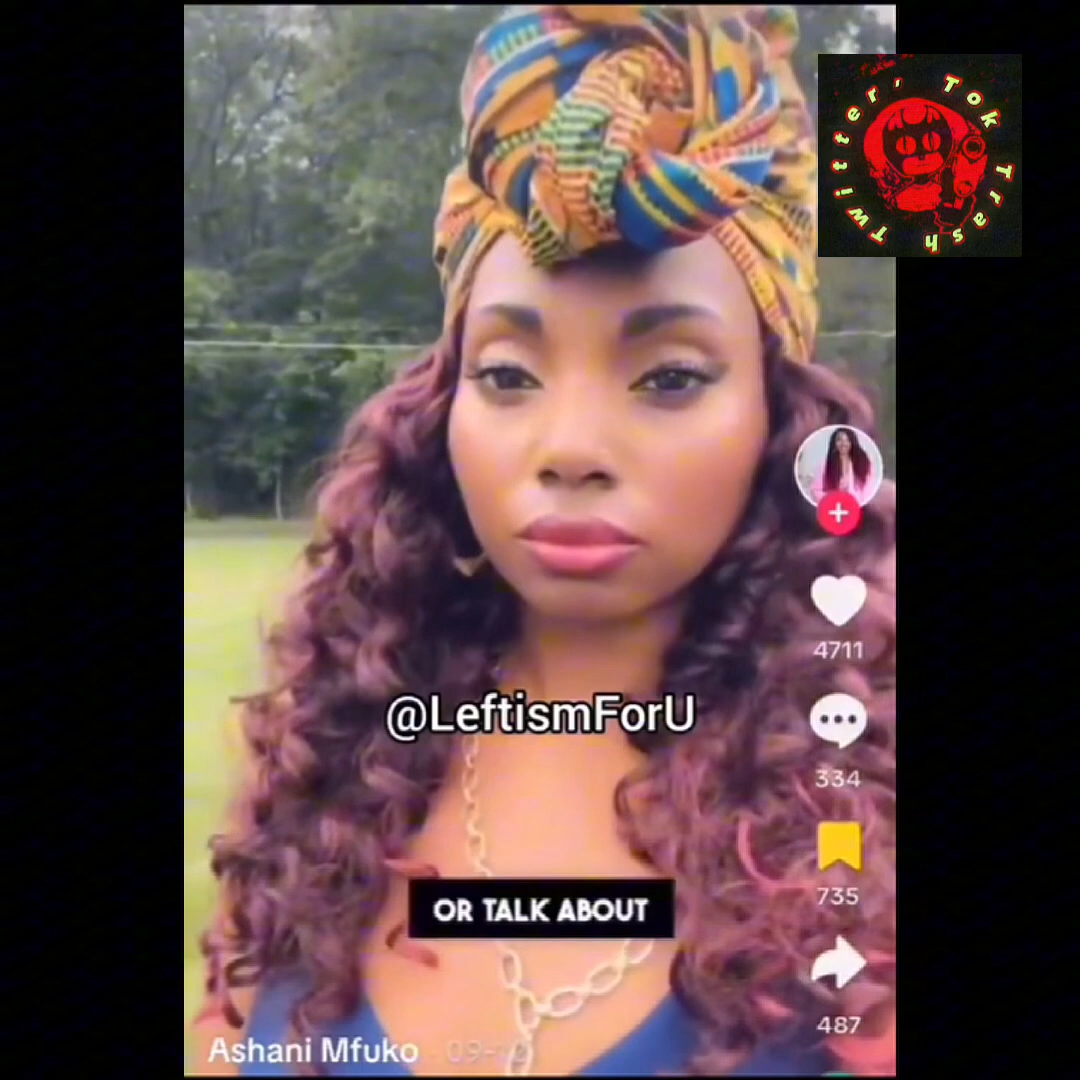 Twitter, Tok Trash
4711
@LeftismForU
334
735
OR TALK ABOUT
487
Ashani Mfuko